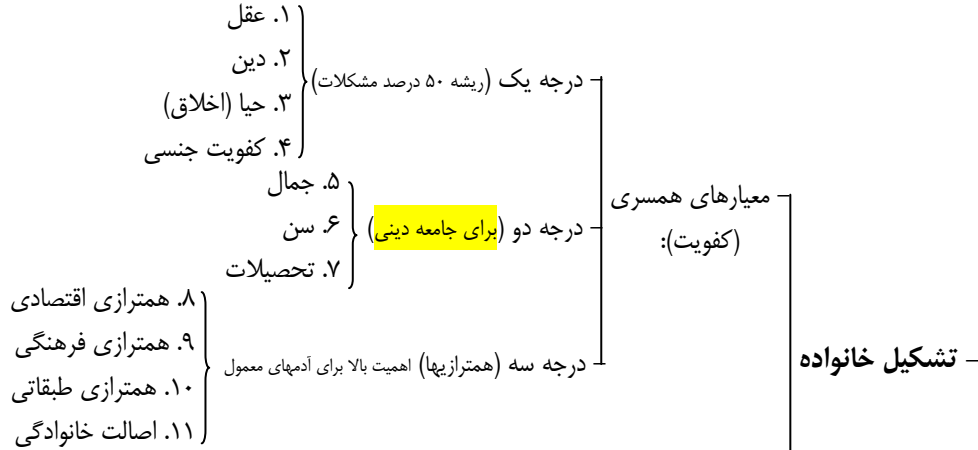 تشکیل خانواده
معیارهای همسری
(کفویت):
درجه یک (ریشه ۵۰ درصد مشکلات)
۱. عقل
۲. دین
۳. حیا (اخلاق)
۴. کفویت جنسی
درجه دو (برای جامعه دینی)
۵. جمال
۶. سن
۷. تحصیلات
درجه سه (همترازیها) اهمیت بالا برای آدمهای معمول
۸. همترازی اقتصادی
۹. همترازی فرهنگی
۱۰. همترازی طبقاتی
۱۱. اصالت خانوادگی